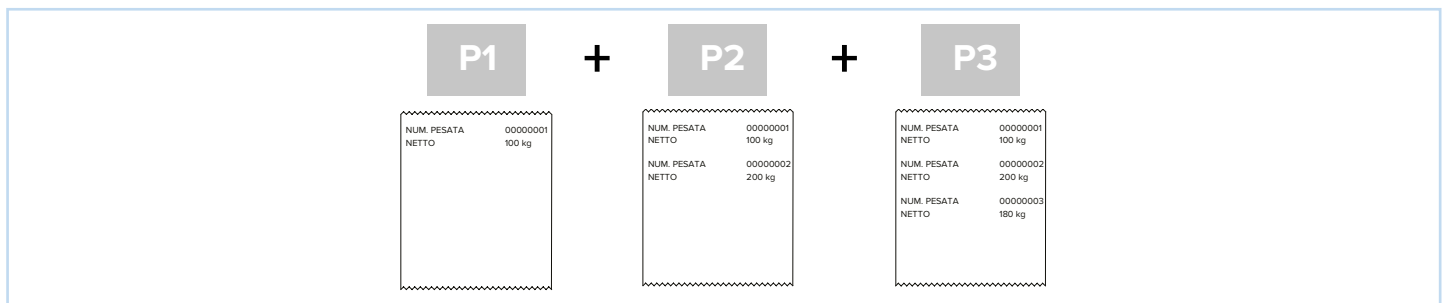 P1 + P2 + P3
NUM. PESATA 00000001
NETTO 100 kg
NUM. PESATA 00000001
NETTO 100 kg
NUM. PESATA 00000002
NETTO 200 kg
NUM. PESATA 00000001
NETTO 100 kg
NUM. PESATA 00000002
NETTO 200 kg
NUM. PESATA 00000003
NETTO 180 kg